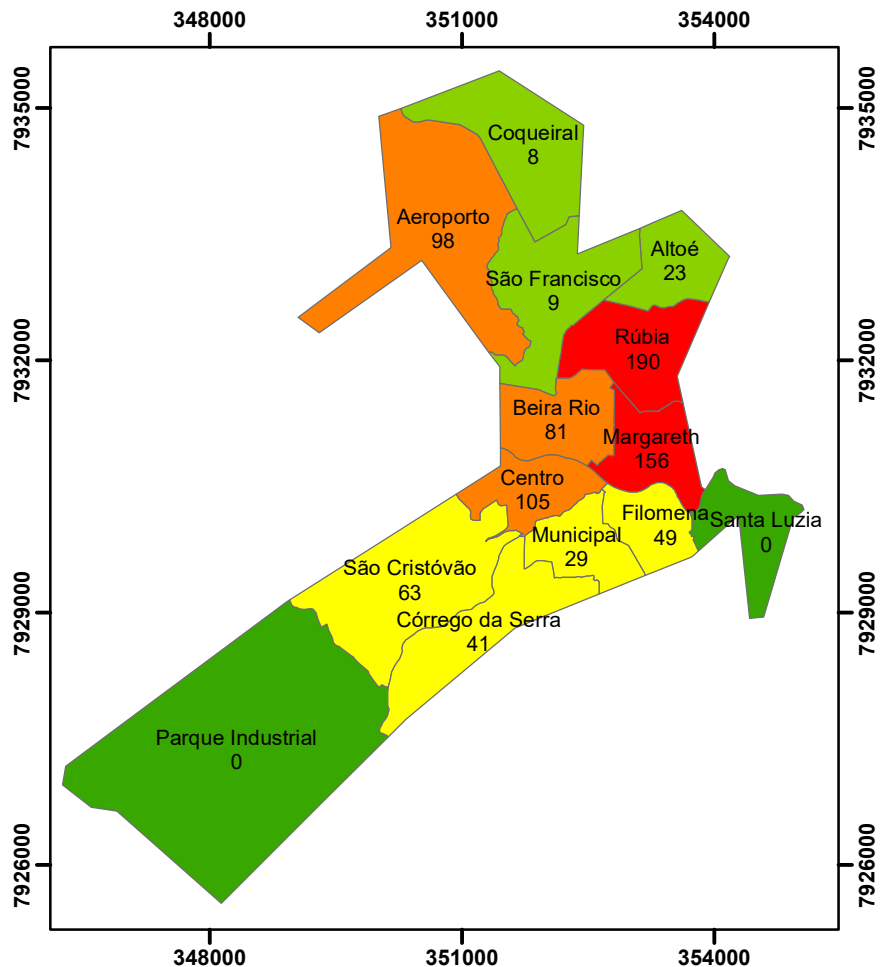 348000
351000
354000
7935000
7935000
Coqueiral
8
Aeroporto
98
Altoé
23
São Francisco
9
Rúbia
190
7932000
7932000
Beira Rio
81
Margareth
156
Centro
105
Filomena
49
Santa Luzia
0
Municipal
29
São Cristóvão
63
7929000
7929000
Córrego da Serra
41
Parque Industrial
0
7926000
7926000
348000
351000
354000